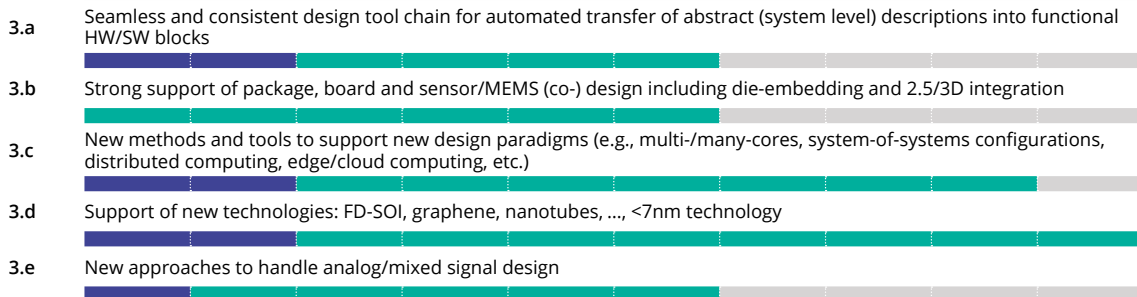 3.a Seamless and consistent design tool chain for automated transfer of abstract (system level) descriptions into functional
HW/SW blocks
3.b Strong support of package, board and sensor/MEMS (co-) design including die-embedding and 2.5/3D integration
3.c New methods and tools to support new design paradigms (e.g., multi-/many-cores, system-of-systems configurations,
distributed computing, edge/cloud computing, etc.)
3.d Support of new technologies: FD-SOI, graphene, nanotubes, ..., <7nm technology
3.e New approaches to handle analog/mixed signal design